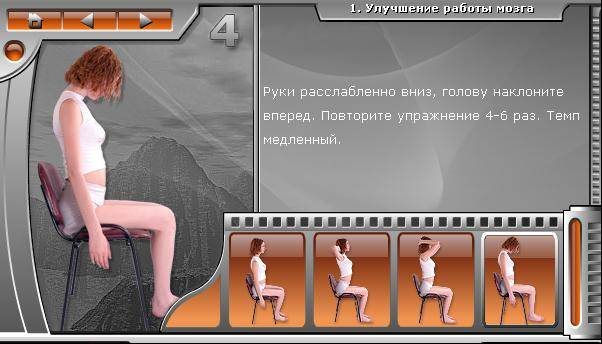 1. Улучшение работы мозга
4
Руки расслабленно вниз, голову наклоните
вперед. Повторите упражнение 4-6 раз. Темп
медленный.